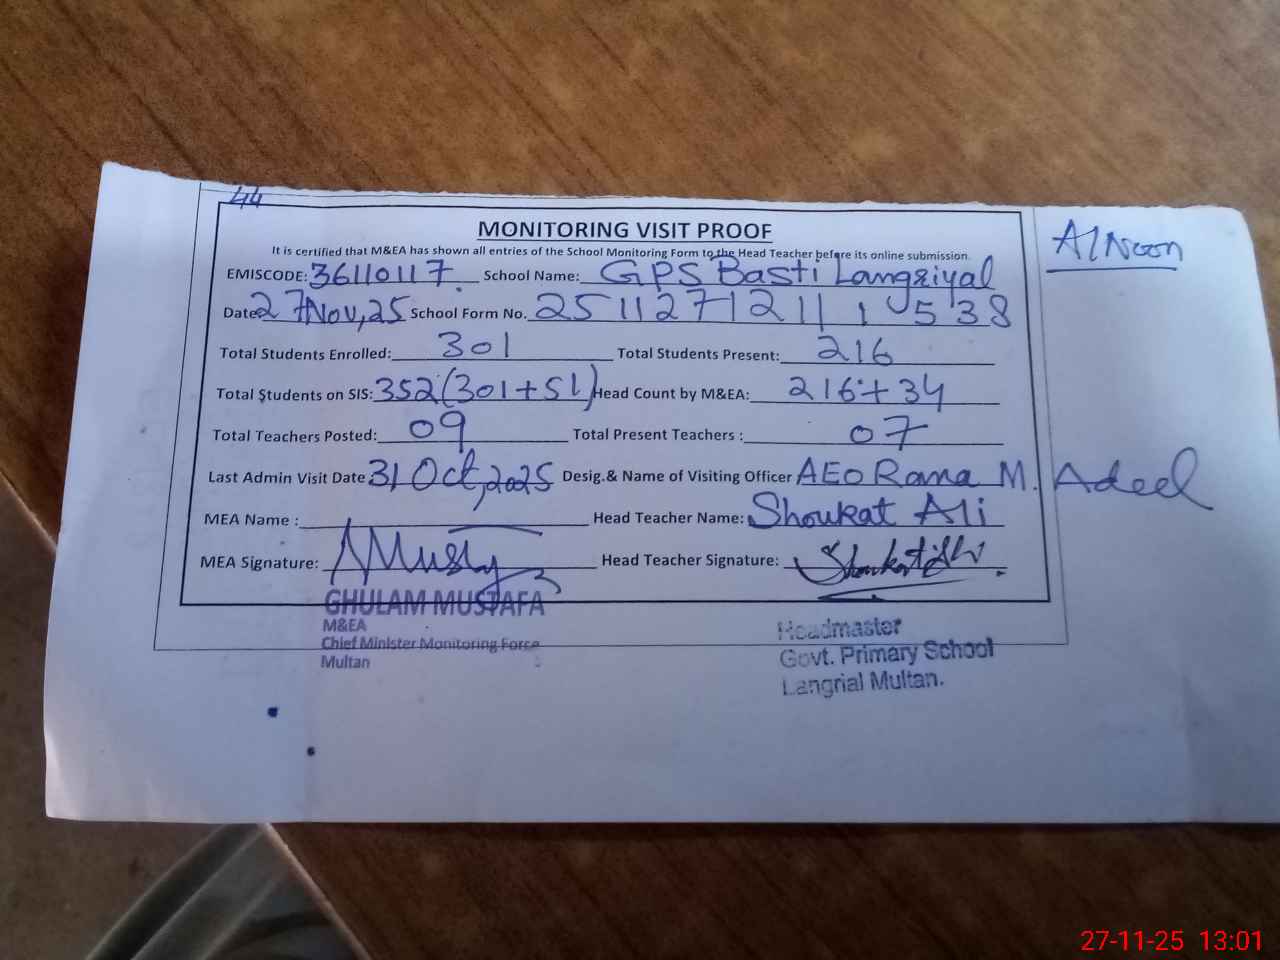 44
MONITORING VISIT PROOF
Al Noon
It is certified that M&EA has shown all entries of the School Monitoring Form to the Head Teacher before its online submission.
EMISCODE: 36110117. School Name: GPS Basti Langriyal
Date 27 Nov, 25 School Form No. 2511271211 1 538
Total Students Enrolled: 301 Total Students Present: 216
Total Students on SIS: 352 (301+51) Head Count by M&EA: 216+34
Total Teachers Posted: 09 Total Present Teachers : 07
Last Admin Visit Date: 31 Oct, 2025 Desig.& Name of Visiting Officer AEO Rana M. Adeel
MEA Name : Head Teacher Name: Shoukat Ali
MEA Signature: Head Teacher Signature: Shoukat Ali
GHULAM MUSTAFA
M&EA
Chief Minister Monitoring Force
Multan
Headmaster
Govt. Primary School
Langrial Multan.
27-11-25 13:01